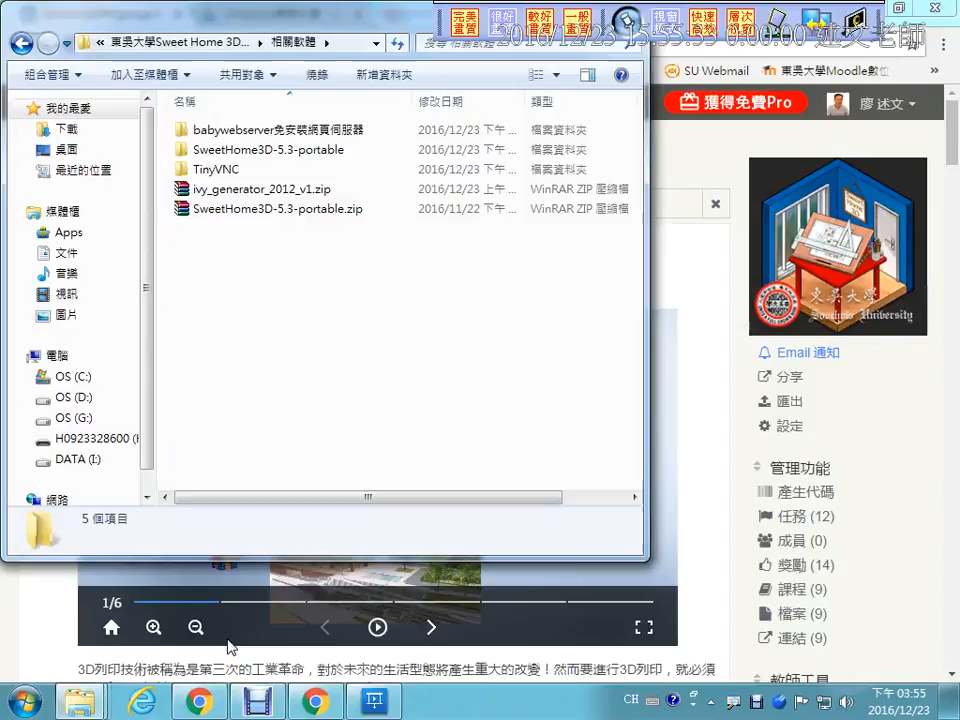 完美畫質 很好畫質 較好畫質 一般畫質 視窗 快速高效 層次
« 東吳大學Sweet Home 3D... ▸ 相關軟體 ▸
搜尋 相關軟體
2016/12/23 15:55:55 0:00:00 述文老師
組合管理 ▼ 加入至媒體櫃 ▼ 共用對象 ▼ 燒錄 新增資料夾
SU Webmail 東吳大學Moodle數位 »
我的最愛
下載
桌面
最近的位置
媒體櫃
Apps
文件
音樂
視訊
圖片
電腦
OS (C:)
OS (D:)
OS (G:)
H0923328600 (
DATA (I:)
網路
名稱 修改日期 類型
babywebserver免安裝網頁伺服器 2016/12/23 下午 ... 檔案資料夾
SweetHome3D-5.3-portable 2016/12/23 下午 ... 檔案資料夾
TinyVNC 2016/12/23 下午 ... 檔案資料夾
ivy_generator_2012_v1.zip 2016/12/23 上午 ... WinRAR ZIP 壓縮檔
SweetHome3D-5.3-portable.zip 2016/11/22 下午 ... WinRAR ZIP 壓縮檔
5 個項目
獲得免費Pro 廖 述文
東吳大學
Soochow University
Email 通知
分享
匯出
設定
管理功能
產生代碼
任務 (12)
成員 (0)
獎勵 (14)
課程 (9)
檔案 (9)
連結 (9)
教師工具
1/6
3D列印技術被稱為是第三次的工業革命，對於未來的生活型態將產生重大的改變！然而要進行3D列印，就必須
CH
下午 03:55
2016/12/23